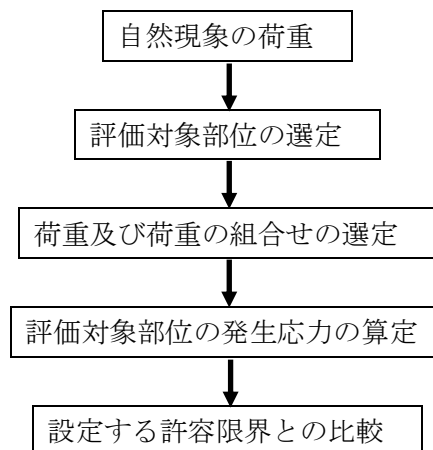 自然現象の荷重
評価対象部位の選定
荷重及び荷重の組合せの選定
評価対象部位の発生応力の算定
設定する許容限界との比較